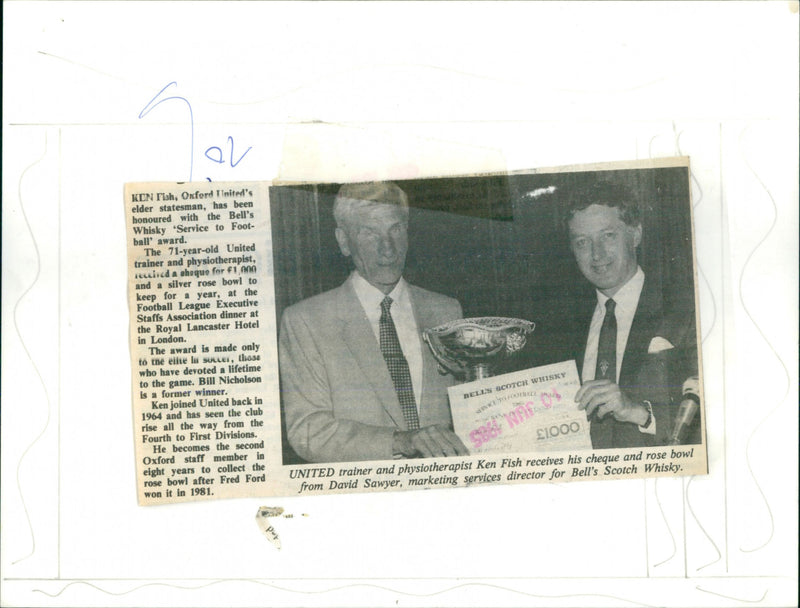 KEN Fish, Oxford United's
elder statesman, has been
honoured with the Bell's
Whisky 'Service to Foot-
ball' award.
The 71-year-old United
trainer and physiotherapist,
received a cheque for £1,000
and a silver rose bowl to
keep for a year, at the
Football League Executive
Staffs Association dinner at
the Royal Lancaster Hotel
in London.
The award is made only
to the elite in soccer, those
who have devoted a lifetime
to the game. Bill Nicholson
is a former winner.
Ken joined United back in
1964 and has seen the club
rise all the way from the
Fourth to First Divisions.
He becomes the second
Oxford staff member in
eight years to collect the
rose bowl after Fred Ford
won it in 1981.
BELL'S SCOTCH WHISKY
SERVICE TO FOOTBALL
£1000
UNITED trainer and physiotherapist Ken Fish receives his cheque and rose bowl
from David Sawyer, marketing services director for Bell's Scotch Whisky.